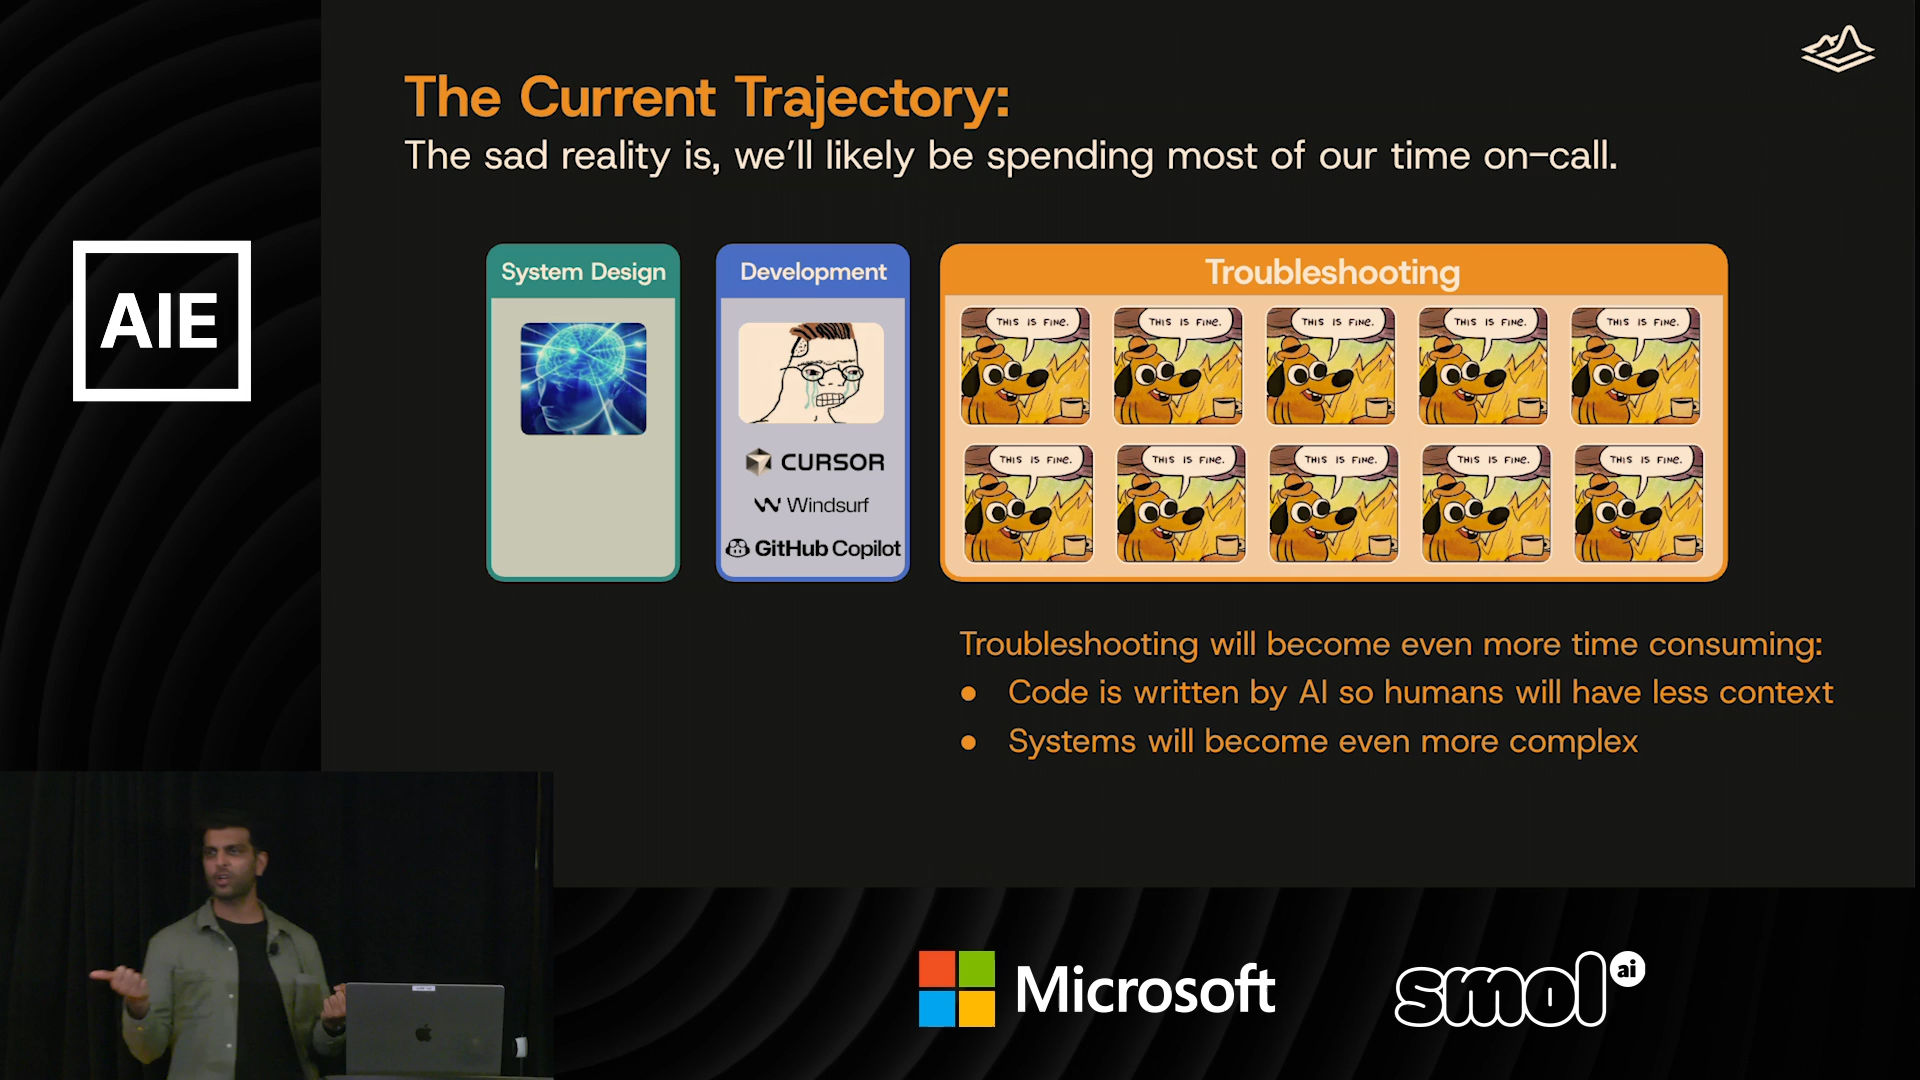 The Current Trajectory:
The sad reality is, we’ll likely be spending most of our time on-call.
AIE
System Design
Development
CURSOR
Windsurf
GitHub Copilot
Troubleshooting
THIS IS FINE.
THIS IS FINE.
THIS IS FINE.
THIS IS FINE.
THIS IS FINE.
THIS IS FINE.
THIS IS FINE.
THIS IS FINE.
THIS IS FINE.
THIS IS FINE.
Troubleshooting will become even more time consuming:
● Code is written by AI so humans will have less context
● Systems will become even more complex
Microsoft
smol ai